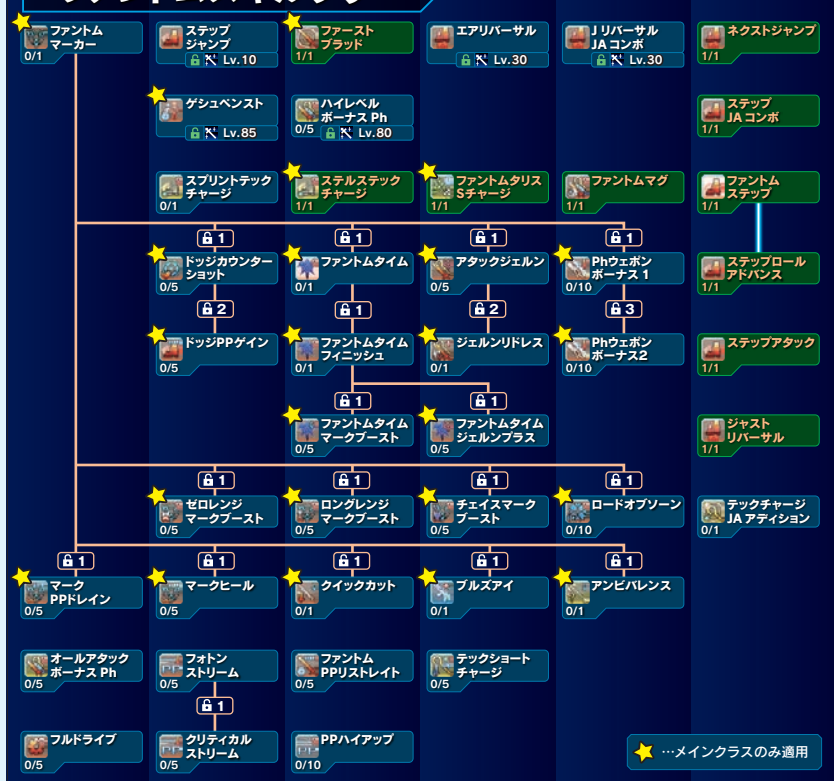 ファントム
マーカー
0/1
ステップ
ジャンプ
Lv.10
ファースト
ブラッド
1/1
エアリバーサル
Lv.30
Jリバーサル
JAコンボ
Lv.30
ネクストジャンプ
1/1
ゲシュペンスト
Lv.85
ハイレベル
ボーナス Ph
0/5
Lv.80
ステップ
JAコンボ
1/1
スプリントテック
チャージ
0/1
ステルステック
チャージ
1/1
ファントムタリス
Sチャージ
1/1
ファントムマグ
1/1
ファントム
ステップ
1/1
1
1
1
1
ドッジカウンター
ショット
0/5
ファントムタイム
0/1
アタックジェルン
0/5
Phウェポン
ボーナス 1
0/10
ステップロール
アドバンス
1/1
2
1
2
3
ドッジPPゲイン
0/5
ファントムタイム
フィニッシュ
0/1
ジェルンリドレス
0/1
Phウェポン
ボーナス2
0/10
ステップアタック
1/1
1
1
ファントムタイム
マークブースト
0/5
ファントムタイム
ジェルンプラス
0/5
ジャスト
リバーサル
1/1
1
1
1
1
ゼロレンジ
マークブースト
0/5
ロングレンジ
マークブースト
0/5
チェイスマーク
ブースト
0/5
ロードオブソーン
0/10
テックチャージ
JA アディション
0/1
1
1
1
1
1
マーク
PPドレイン
0/5
マークヒール
0/5
クイックカット
0/1
ブルズアイ
0/1
アンビバレンス
0/1
オールアタック
ボーナス Ph
0/5
フォトン
ストリーム
0/5
ファントム
PPリストレイト
0/5
テックショート
チャージ
0/5
1
フルドライブ
0/5
クリティカル
ストリーム
0/5
PPハイアップ
0/10
…メインクラスのみ適用